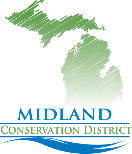 MIDLAND
CONSERVATION DISTRICT